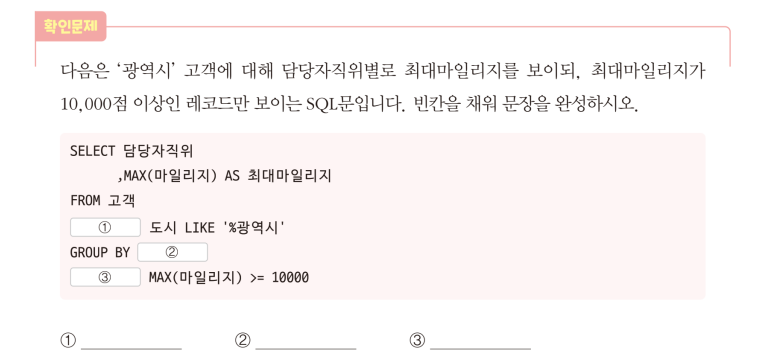 확인문제
다음은 ‘광역시’ 고객에 대해 담당자직위별로 최대마일리지를 보이되, 최대마일리지가
10,000점 이상인 레코드만 보이는 SQL문입니다. 빈칸을 채워 문장을 완성하시오.
SELECT 담당자직위
,MAX(마일리지) AS 최대마일리지
FROM 고객
① 도시 LIKE '%광역시'
GROUP BY ②
③ MAX(마일리지) >= 10000
① ② ③